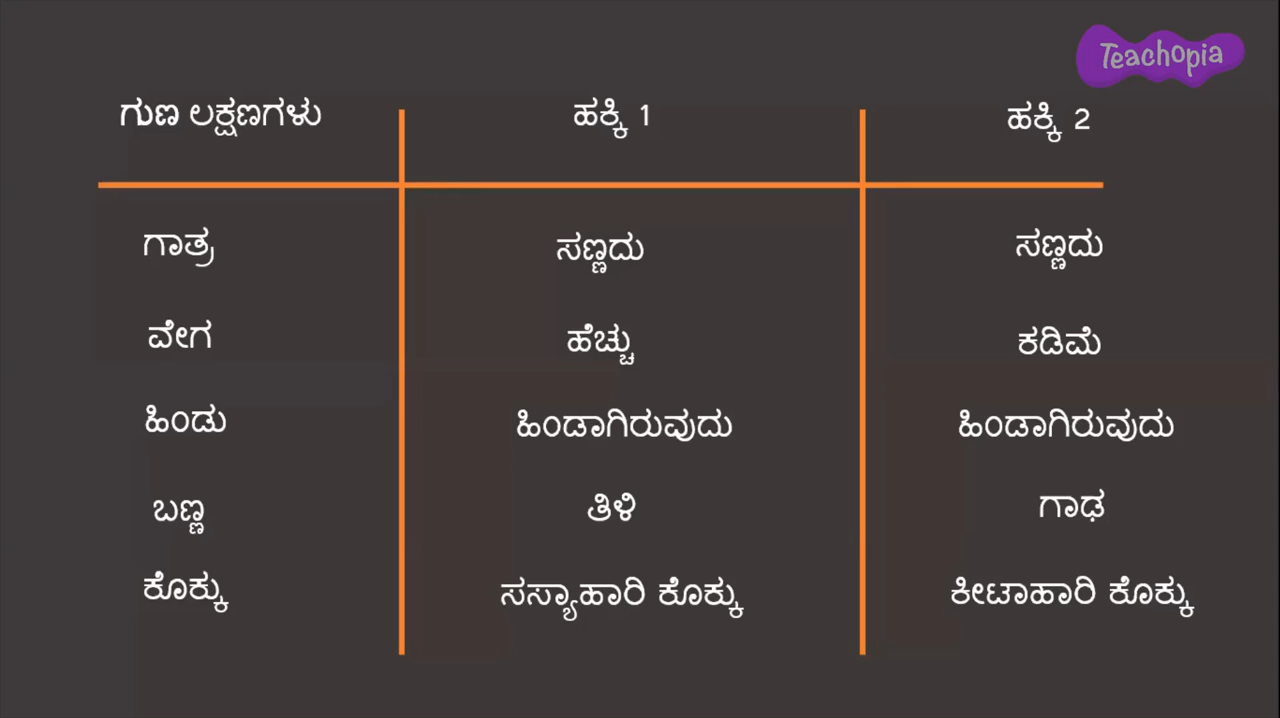 Teachopia
ಗುಣ ಲಕ್ಷಣಗಳು ಹಕ್ಕಿ 1 ಹಕ್ಕಿ 2
ಗಾತ್ರ ಸಣ್ಣದು ಸಣ್ಣದು
ವೇಗ ಹೆಚ್ಚು ಕಡಿಮೆ
ಹಿಂಡು ಹಿಂಡಾಗಿರುವುದು ಹಿಂಡಾಗಿರುವುದು
ಬಣ್ಣ ತಿಳಿ ಗಾಢ
ಕೊಕ್ಕು ಸಸ್ಯಾಹಾರಿ ಕೊಕ್ಕು ಕೀಟಾಹಾರಿ ಕೊಕ್ಕು